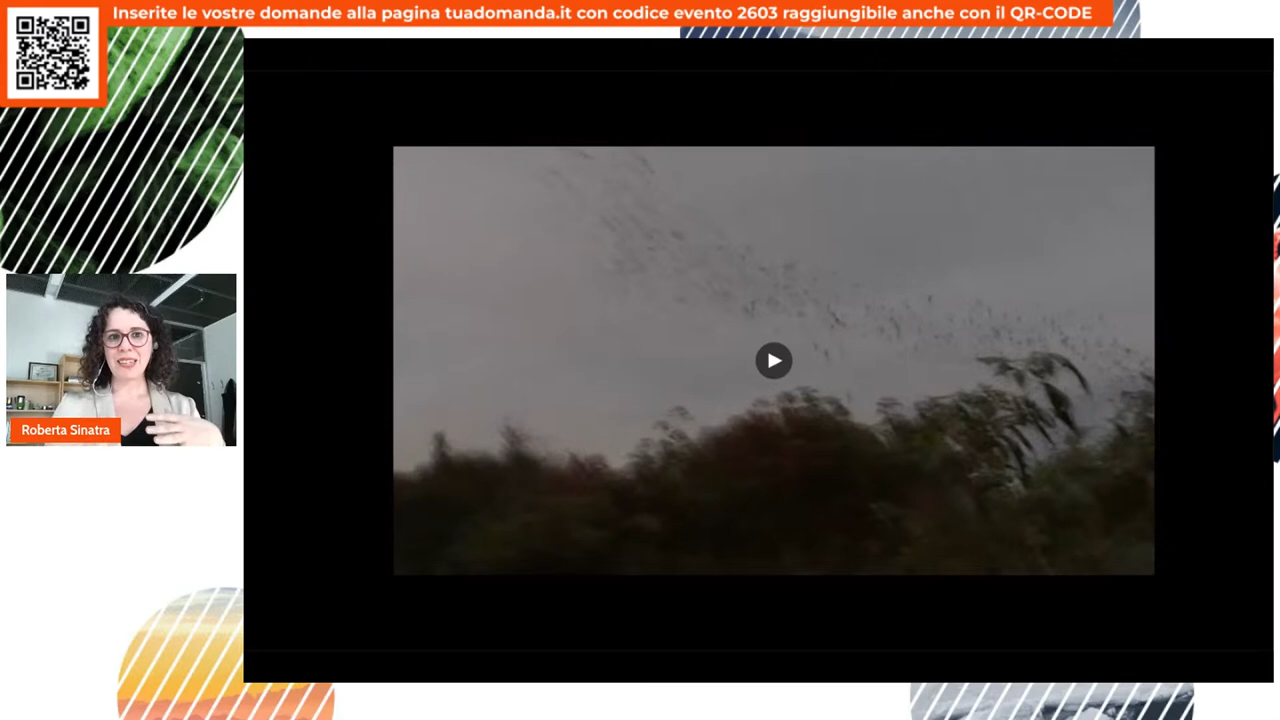 Inserite le vostre domande alla pagina tuadomanda.it con codice evento 2603 raggiungibile anche con il QR-CODE
Roberta Sinatra